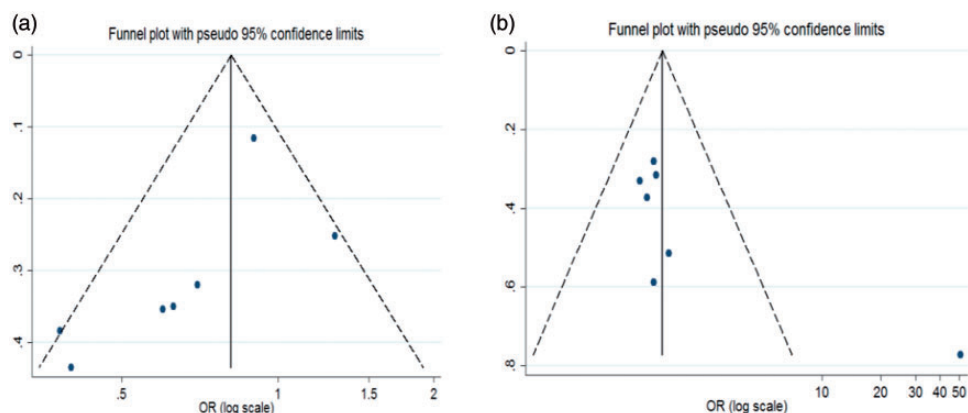 (a)
Funnel plot with pseudo 95% confidence limits
0
.1
.2
.3
.4
.5 1 1.5 2
OR (log scale)
(b)
Funnel plot with pseudo 95% confidence limits
0
.2
.4
.6
.8
10 20 30 40 50
OR (log scale)